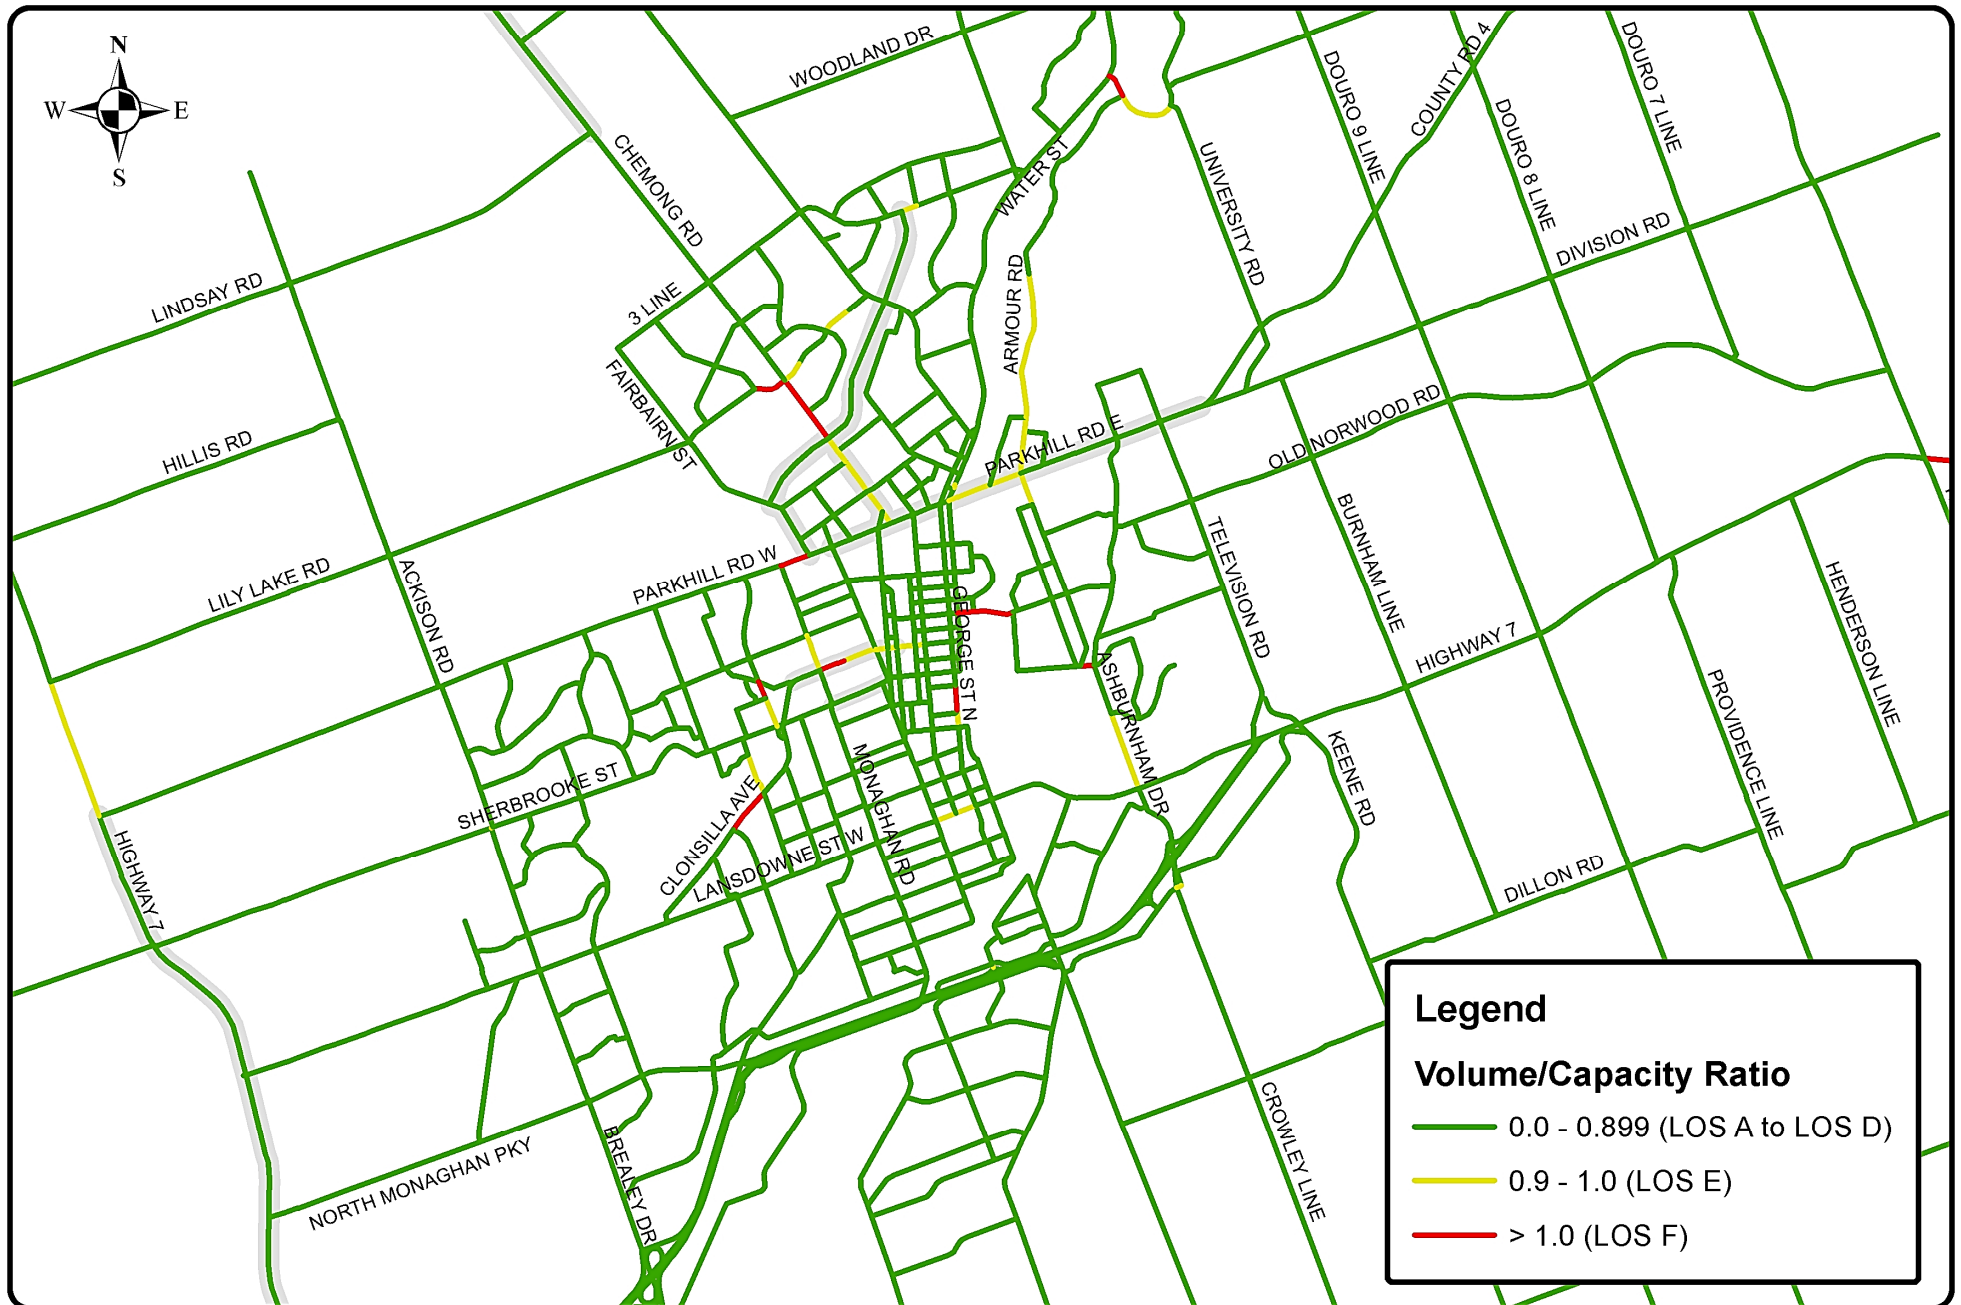 N
W
E
S
WOODLAND DR
CHEMONG RD
WATER ST
UNIVERSITY RD
DOURO 9 LINE
COUNTY RD 4
DOURO 8 LINE
DOURO 7 LINE
DIVISION RD
LINDSAY RD
3 LINE
ARMOUR RD
FAIRBAIRN ST
HILLIS RD
PARKHILL RD E
OLD NORWOOD RD
LILY LAKE RD
ACKISON RD
PARKHILL RD W
GEORGE ST N
TELEVISION RD
BURNHAM LINE
HENDERSON LINE
HIGHWAY 7
ASHBURNHAM DR
PROVIDENCE LINE
KEENE RD
SHERBROOKE ST
CLONSILLA AVE
MONAGHAN RD
LANSDOWNE ST W
HIGHWAY 7
DILLON RD
NORTH MONAGHAN PKY
BREALEY DR
CROWLEY LINE
Legend
Volume/Capacity Ratio
0.0 - 0.899 (LOS A to LOS D)
0.9 - 1.0 (LOS E)
> 1.0 (LOS F)